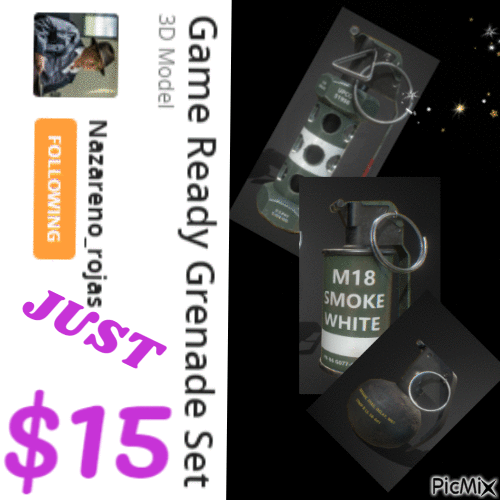 Game Ready Grenade Set
3D Model
Nazareno_rojas
FOLLOWING
JUST
$15
M18
SMOKE
WHITE
PicMix